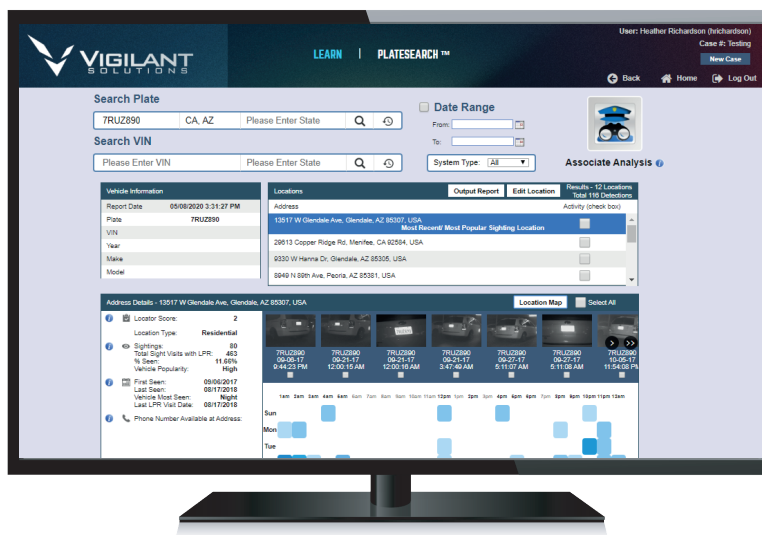 User: Heather Richardson (hrichardson)
Case #: Testing
New Case
VIGILANT
SOLUTIONS
LEARN | PLATESEARCH ™
Back Home Log Out
Search Plate
7RUZ890 CA, AZ Please Enter State
Search VIN
Please Enter VIN Please Enter State
Date Range
From:
To:
System Type: All
Associate Analysis
Vehicle Information
Report Date 05/08/2020 3:31:27 PM
Plate 7RUZ890
VIN
Year
Make
Model
Locations Output Report Edit Location Results - 12 Locations
Total 116 Detections
Address Activity (check box)
13517 W Glendale Ave, Glendale, AZ 85307, USA
Most Recent/ Most Popular Sighting Location
29613 Copper Ridge Rd, Menifee, CA 92584, USA
9330 W Hanna Dr, Glendale, AZ 85305, USA
8949 N 89th Ave, Peoria, AZ 85381, USA
Address Details - 13517 W Glendale Ave, Glendale, AZ 85307, USA Location Map Select All
Locator Score: 2
Location Type: Residential
Sightings: 80
Total Sight Visits with LPR: 463
% Seen: 11.66%
Vehicle Popularity: High
First Seen: 09/06/2017
Last Seen: 08/17/2018
Vehicle Most Seen: Night
Last LPR Visit Date: 08/17/2018
Phone Number Available at Address:
7RUZ890 7RUZ890 7RUZ890 7RUZ890 7RUZ890 7RUZ890 7RUZ890
09-06-17 09-21-17 09-21-17 09-21-17 09-27-17 09-27-17 10-05-17
9:44:23 PM 12:00:15 AM 12:00:16 AM 3:47:49 AM 5:11:07 AM 5:11:08 AM 11:54:08 PM
1am 2am 3am 4am 5am 6am 7am 8am 9am 10am 11am 12pm 1pm 2pm 3pm 4pm 5pm 6pm 7pm 8pm 9pm 10pm 11pm 12am
Sun
Mon
Tue